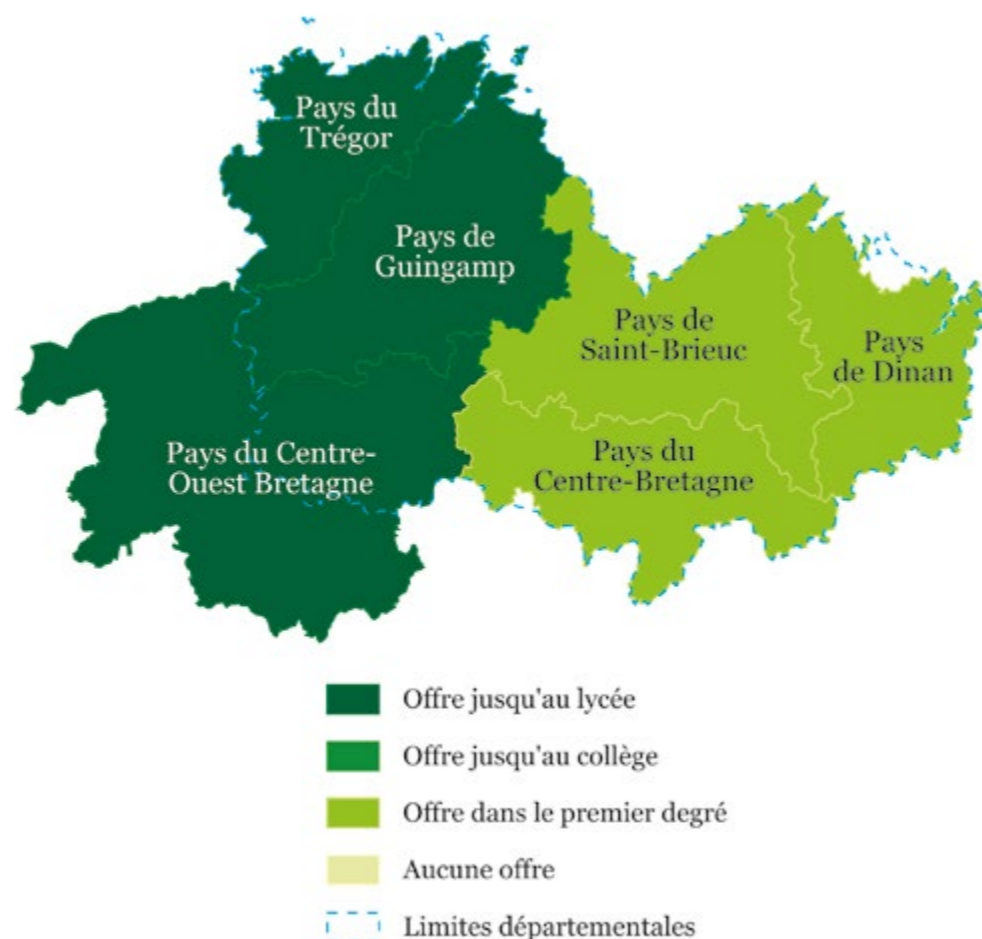 Pays du
Trégor
Pays de
Guingamp
Pays de
Saint-Brieuc
Pays
de Dinan
Pays du Centre-
Ouest Bretagne
Pays du
Centre-Bretagne
Offre jusqu'au lycée
Offre jusqu'au collège
Offre dans le premier degré
Aucune offre
Limites départementales